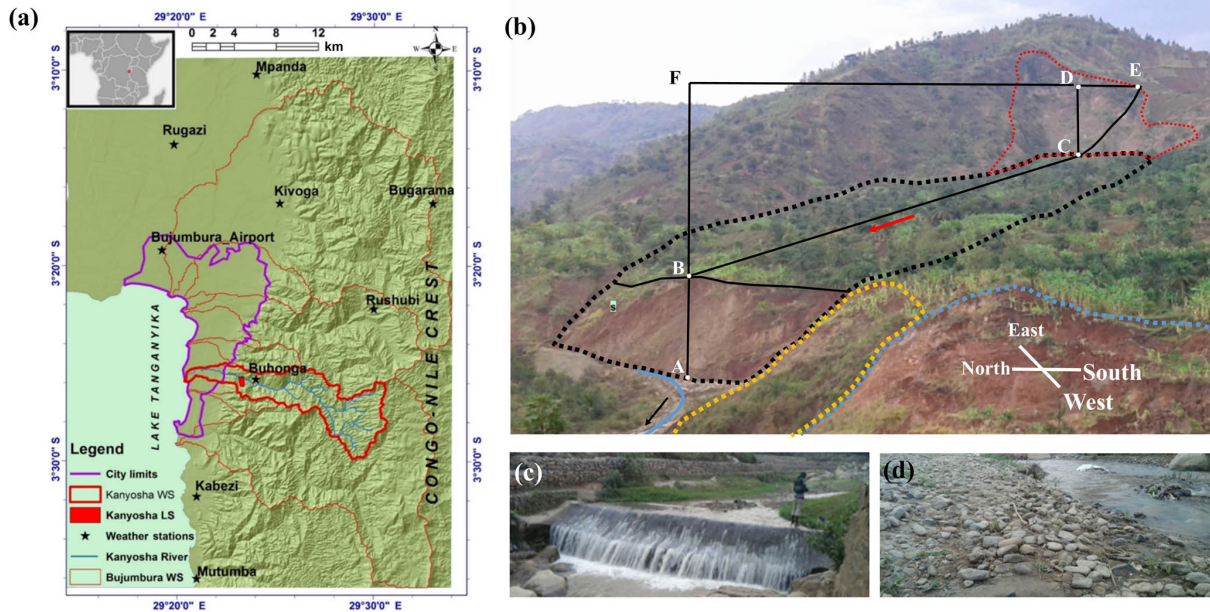 (a)
29°20'0" E
29°30'0" E
0 2 4 8 12
km
N
W E
S
3°10'0" S
3°10'0" S
Mpanda
Rugazi
Kivoga
Bugarama
Bujumbura_Airport
3°20'0" S
3°20'0" S
Rushubi
LAKE TANGANYIKA
CONGO-NILE CREST
Buhonga
3°30'0" S
3°30'0" S
Kabezi
Mutumba
Legend
City limits
Kanyosha WS
Kanyosha LS
Weather stations
Kanyosha River
Bujumbura WS
29°20'0" E
29°30'0" E
(b)
F
D
E
C
B
s
A
East
North
South
West
(c)
(d)